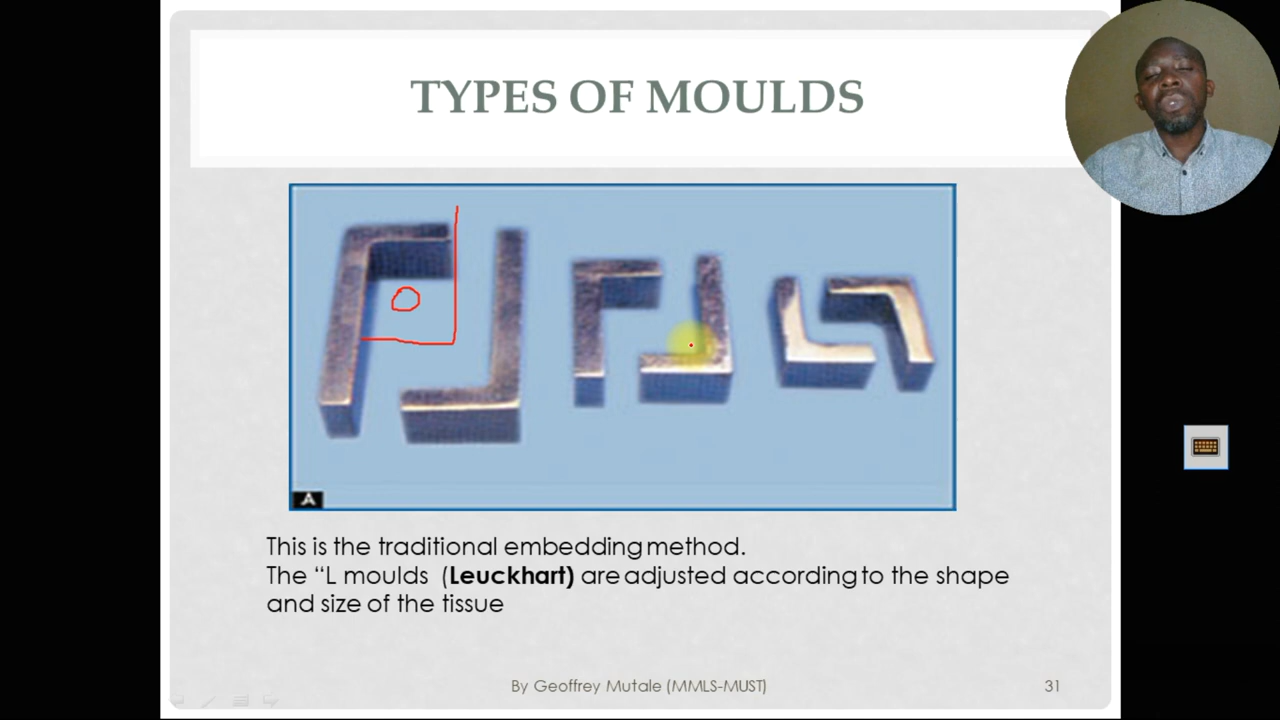 TYPES OF MOULDS
A
This is the traditional embedding method.
The “L moulds (Leuckhart) are adjusted according to the shape
and size of the tissue
By Geoffrey Mutale (MMLS-MUST)
31